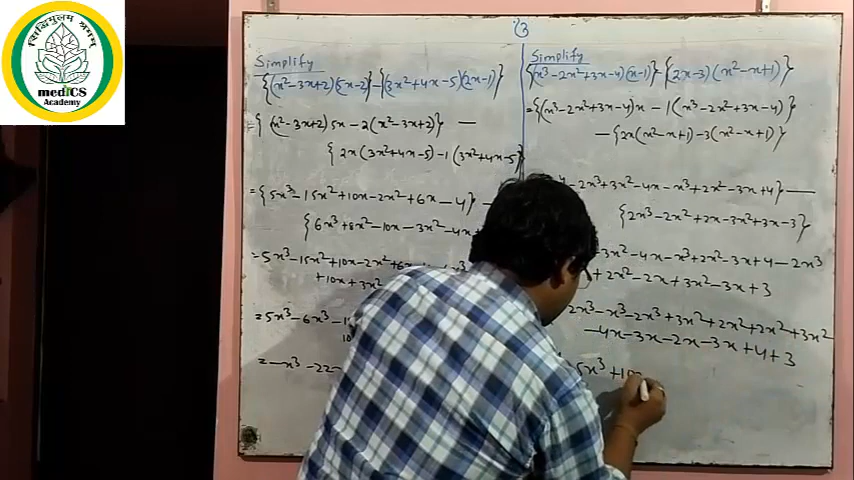 सिद्धिमूलम् श्रमम्
medICS
Academy
Simplify
{(x²-3x+2)(5x-2)} - {(3x²+4x-5)(2x-1)}
={(x²-3x+2)5x-2(x²-3x+2)} -
{2x(3x²+4x-5)-1(3x²+4x-5)
={5x³-15x²+10x-2x²+6x-4}
{6x³+8x²-10x-3x²-4x+
=5x³-15x²+10x-2x²+6x
+10x+3x²
=5x³-6x³-1
=-x³-22
Simplify
{(x³-2x²+3x-4)(x-1)}-{(2x-3)(x²-x+1)}
={(x³-2x²+3x-4)x-1(x³-2x²+3x-4)}
-{2x(x²-x+1)-3(x²-x+1)}
-2x³+3x²-4x-x³+2x²-3x+4}-
{2x³-2x²+2x-3x²+3x-3}
3x²-4x-x³+2x²-3x+4-2x³
+2x²-2x+3x²-3x+3
2x³-x³-2x³+3x²+2x²+2x²+3x²
-4x-3x-2x-3x+4+3
5x³+10